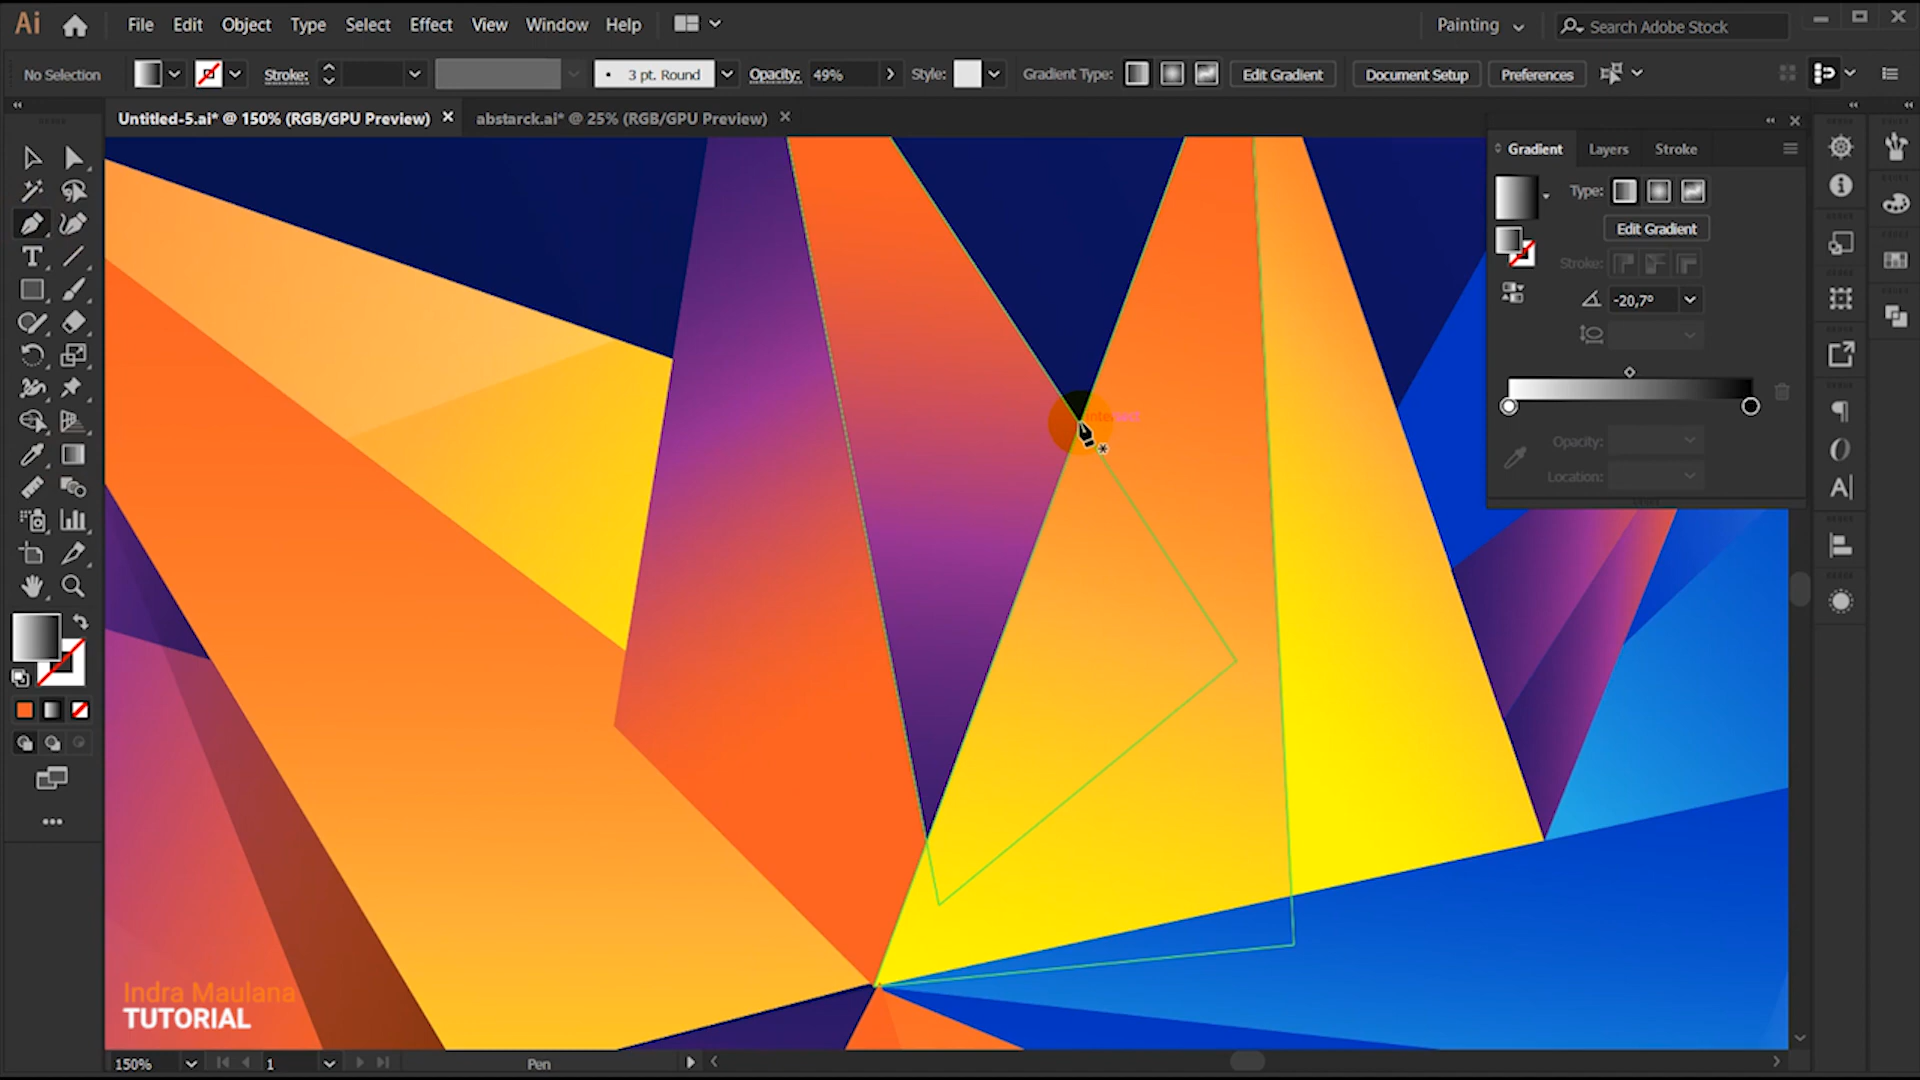 Ai File Edit Object Type Select Effect View Window Help Painting Search Adobe Stock
No Selection Stroke: 3 pt. Round Opacity: 49% Style: Gradient Type: Edit Gradient Document Setup Preferences
Untitled-5.ai* @ 150% (RGB/GPU Preview) abstarck.ai* @ 25% (RGB/GPU Preview)
Gradient Layers Stroke
Type:
Edit Gradient
Stroke:
-20,7°
Opacity:
Location:
intersect
Indra Maulana
TUTORIAL
150% 1 Pen